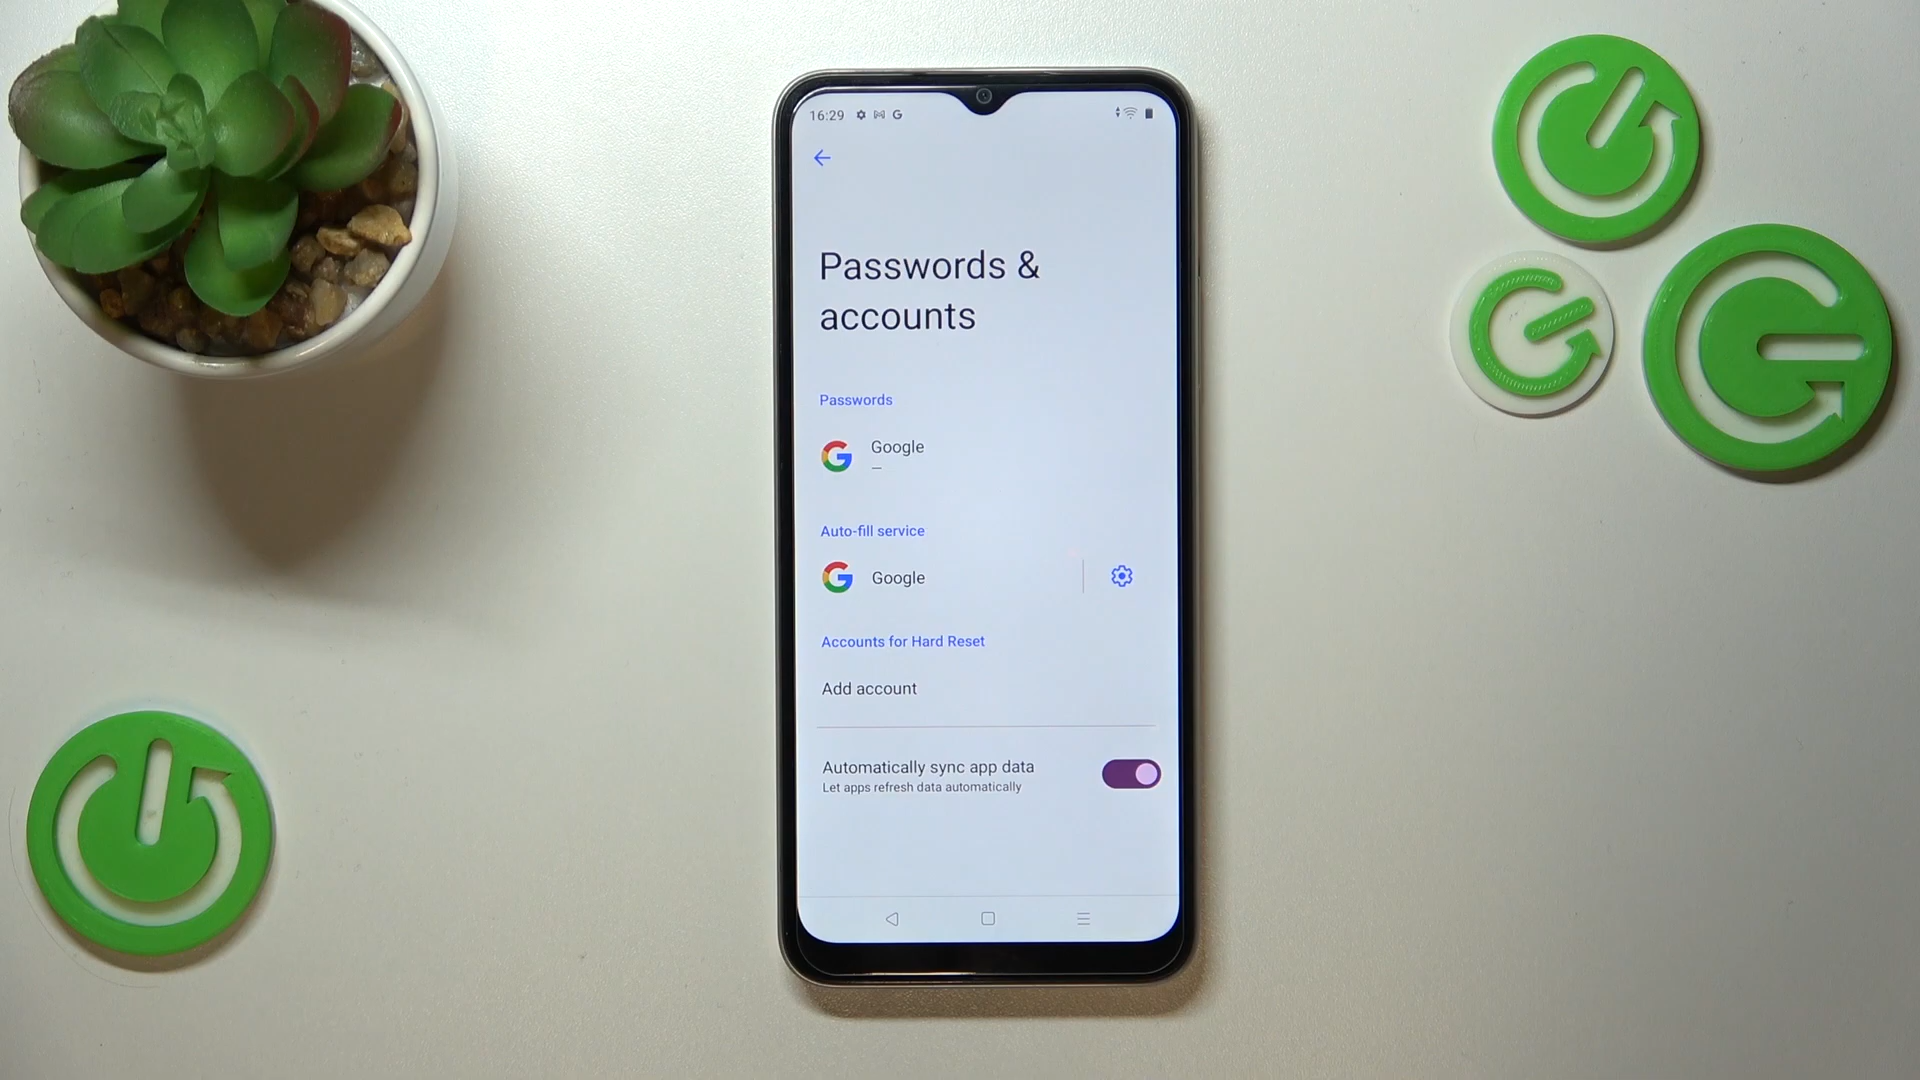 16:29
Passwords &
accounts
Passwords
Google
—
Auto-fill service
Google
Accounts for Hard Reset
Add account
Automatically sync app data
Let apps refresh data automatically